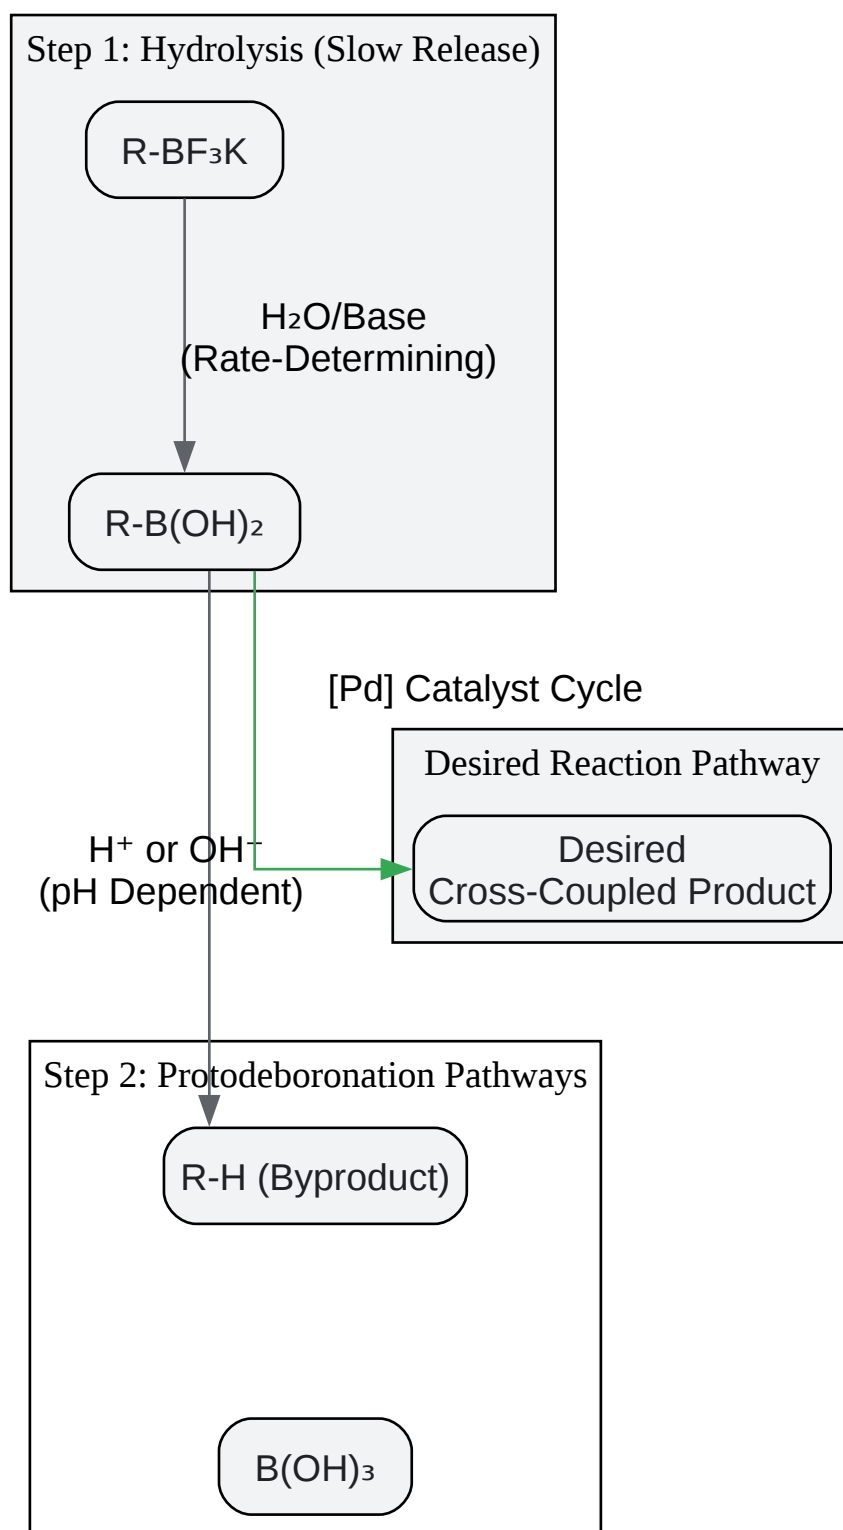 Step 1: Hydrolysis (Slow Release)
R-BF₃K
H₂O/Base
(Rate-Determining)
R-B(OH)₂
[Pd] Catalyst Cycle
Desired Reaction Pathway
H⁺ or OH⁻
(pH Dependent)
Desired
Cross-Coupled Product
Step 2: Protodeboronation Pathways
R-H (Byproduct)
B(OH)₃